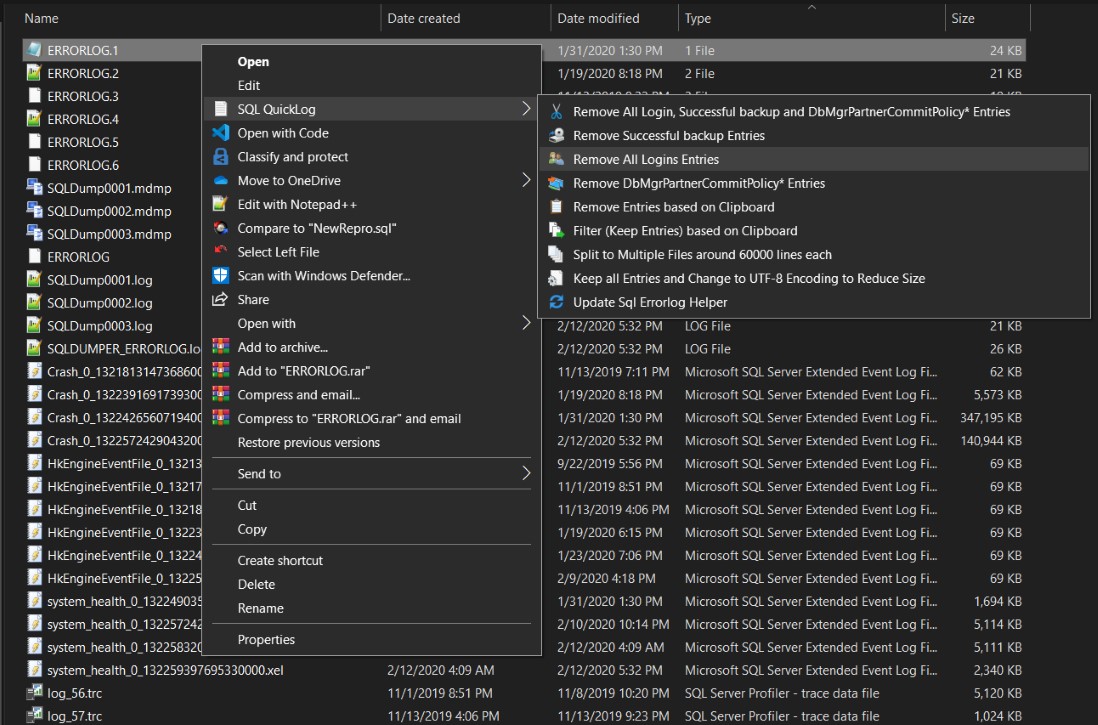 Name Date created Date modified Type Size
ERRORLOG.1 1/31/2020 1:30 PM 1 File 24 KB
ERRORLOG.2 1/19/2020 8:18 PM 2 File 21 KB
ERRORLOG.3
ERRORLOG.4
ERRORLOG.5
ERRORLOG.6
SQLDump0001.mdmp
SQLDump0002.mdmp
SQLDump0003.mdmp
ERRORLOG
SQLDump0001.log
SQLDump0002.log
SQLDump0003.log 2/12/2020 5:32 PM LOG File 21 KB
SQLDUMPER_ERRORLOG.lo 2/12/2020 5:32 PM LOG File 26 KB
Crash_0_1321813147368600 11/13/2019 7:11 PM Microsoft SQL Server Extended Event Log Fi... 62 KB
Crash_0_1322391691739300 1/19/2020 8:18 PM Microsoft SQL Server Extended Event Log Fi... 5,573 KB
Crash_0_1322426560719400 1/31/2020 1:30 PM Microsoft SQL Server Extended Event Log Fi... 347,195 KB
Crash_0_1322572429043200 2/12/2020 5:32 PM Microsoft SQL Server Extended Event Log Fi... 140,944 KB
HkEngineEventFile_0_13213 9/22/2019 5:56 PM Microsoft SQL Server Extended Event Log Fi... 69 KB
HkEngineEventFile_0_13217 11/1/2019 8:51 PM Microsoft SQL Server Extended Event Log Fi... 69 KB
HkEngineEventFile_0_13218 11/13/2019 4:06 PM Microsoft SQL Server Extended Event Log Fi... 69 KB
HkEngineEventFile_0_13223 1/19/2020 6:15 PM Microsoft SQL Server Extended Event Log Fi... 69 KB
HkEngineEventFile_0_13224 1/23/2020 7:06 PM Microsoft SQL Server Extended Event Log Fi... 69 KB
HkEngineEventFile_0_13225 2/9/2020 4:18 PM Microsoft SQL Server Extended Event Log Fi... 69 KB
system_health_0_132249035 1/31/2020 1:30 PM Microsoft SQL Server Extended Event Log Fi... 1,694 KB
system_health_0_132257242 2/10/2020 10:14 PM Microsoft SQL Server Extended Event Log Fi... 5,114 KB
system_health_0_132258320 2/12/2020 4:09 AM Microsoft SQL Server Extended Event Log Fi... 5,111 KB
system_health_0_132259397695330000.xel 2/12/2020 4:09 AM 2/12/2020 5:32 PM Microsoft SQL Server Extended Event Log Fi... 2,340 KB
log_56.trc 11/1/2019 8:51 PM 11/8/2019 10:20 PM SQL Server Profiler - trace data file 5,120 KB
log_57.trc 11/13/2019 4:06 PM 11/13/2019 9:23 PM SQL Server Profiler - trace data file 1,024 KB
Open
Edit
SQL QuickLog
Open with Code
Classify and protect
Move to OneDrive
Edit with Notepad++
Compare to "NewRepro.sql"
Select Left File
Scan with Windows Defender...
Share
Open with
Add to archive...
Add to "ERRORLOG.rar"
Compress and email...
Compress to "ERRORLOG.rar" and email
Restore previous versions
Send to
Cut
Copy
Create shortcut
Delete
Rename
Properties
Remove All Login, Successful backup and DbMgrPartnerCommitPolicy* Entries
Remove Successful backup Entries
Remove All Logins Entries
Remove DbMgrPartnerCommitPolicy* Entries
Remove Entries based on Clipboard
Filter (Keep Entries) based on Clipboard
Split to Multiple Files around 60000 lines each
Keep all Entries and Change to UTF-8 Encoding to Reduce Size
Update Sql Errorlog Helper